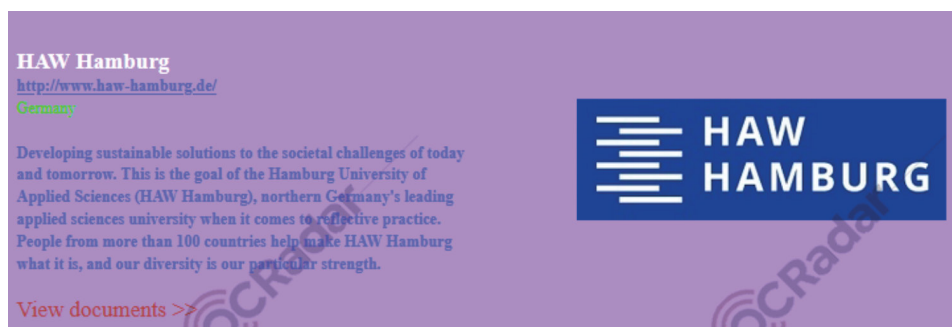 HAW Hamburg
http://www.haw-hamburg.de/
Germany
Developing sustainable solutions to the societal challenges of today
and tomorrow. This is the goal of the Hamburg University of
Applied Sciences (HAW Hamburg), northern Germany's leading
applied sciences university when it comes to reflective practice.
People from more than 100 countries help make HAW Hamburg
what it is, and our diversity is our particular strength.
View documents >>
HAW
HAMBURG
OCRadar
OCRadar